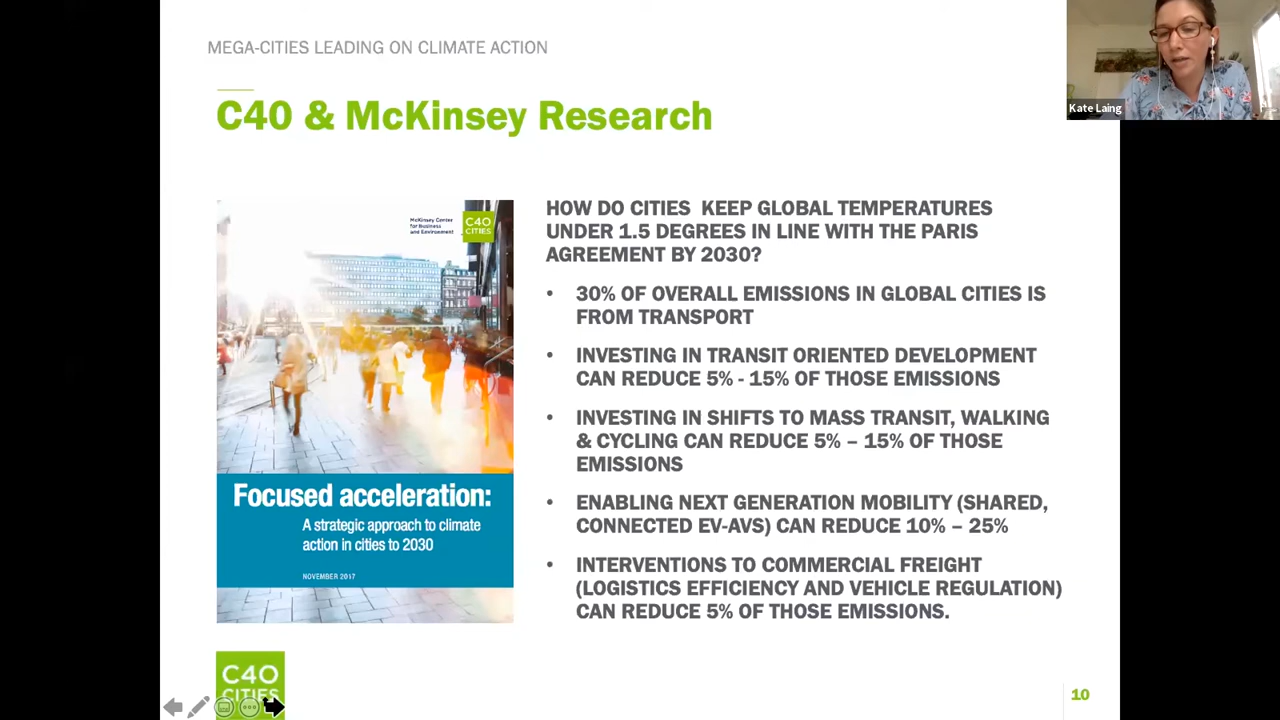 MEGA-CITIES LEADING ON CLIMATE ACTION
C40 & McKinsey Research
Kate Laing
McKinsey Center
for Business
and Environment
C40
CITIES
Focused acceleration:
A strategic approach to climate
action in cities to 2030
NOVEMBER 2017
HOW DO CITIES KEEP GLOBAL TEMPERATURES
UNDER 1.5 DEGREES IN LINE WITH THE PARIS
AGREEMENT BY 2030?
• 30% OF OVERALL EMISSIONS IN GLOBAL CITIES IS
FROM TRANSPORT
• INVESTING IN TRANSIT ORIENTED DEVELOPMENT
CAN REDUCE 5% - 15% OF THOSE EMISSIONS
• INVESTING IN SHIFTS TO MASS TRANSIT, WALKING
& CYCLING CAN REDUCE 5% – 15% OF THOSE
EMISSIONS
• ENABLING NEXT GENERATION MOBILITY (SHARED,
CONNECTED EV-AVS) CAN REDUCE 10% – 25%
• INTERVENTIONS TO COMMERCIAL FREIGHT
(LOGISTICS EFFICIENCY AND VEHICLE REGULATION)
CAN REDUCE 5% OF THOSE EMISSIONS.
C40
CITIES
10